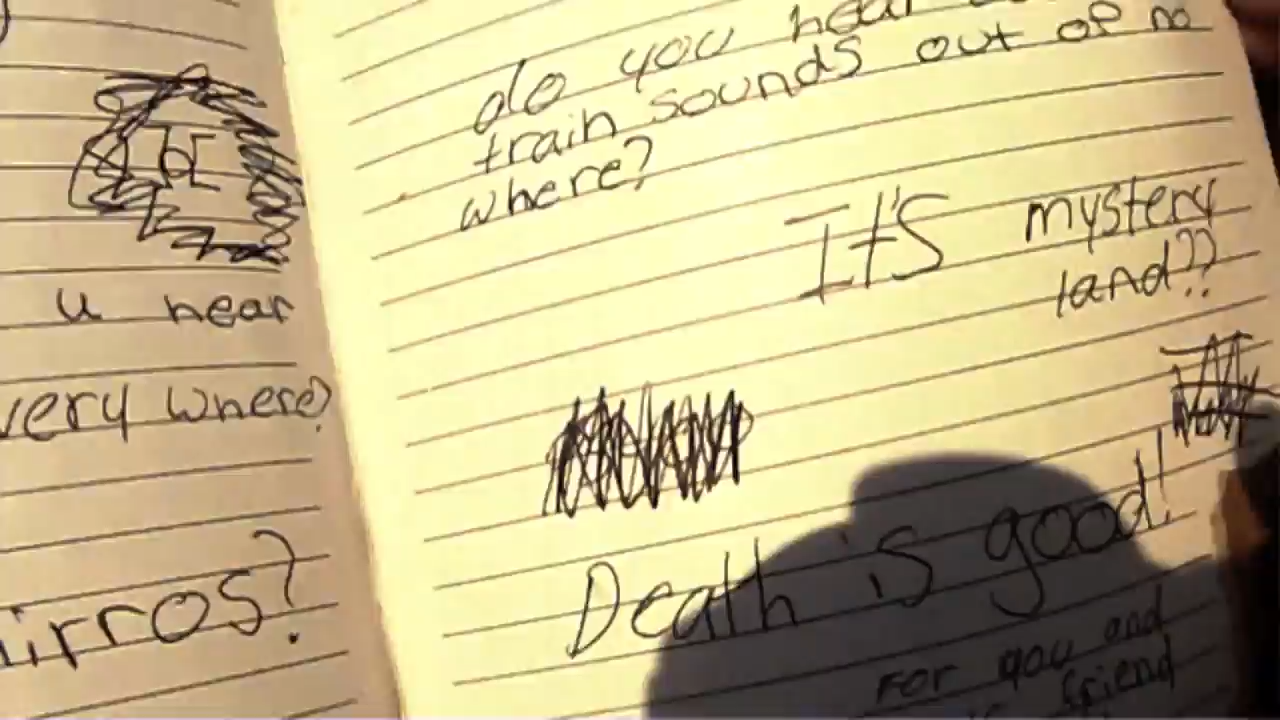 u hear
very where?
irros?
do you hear
train sounds out of no
where?
It's mystery
land??
Death is good!
For you and
friend